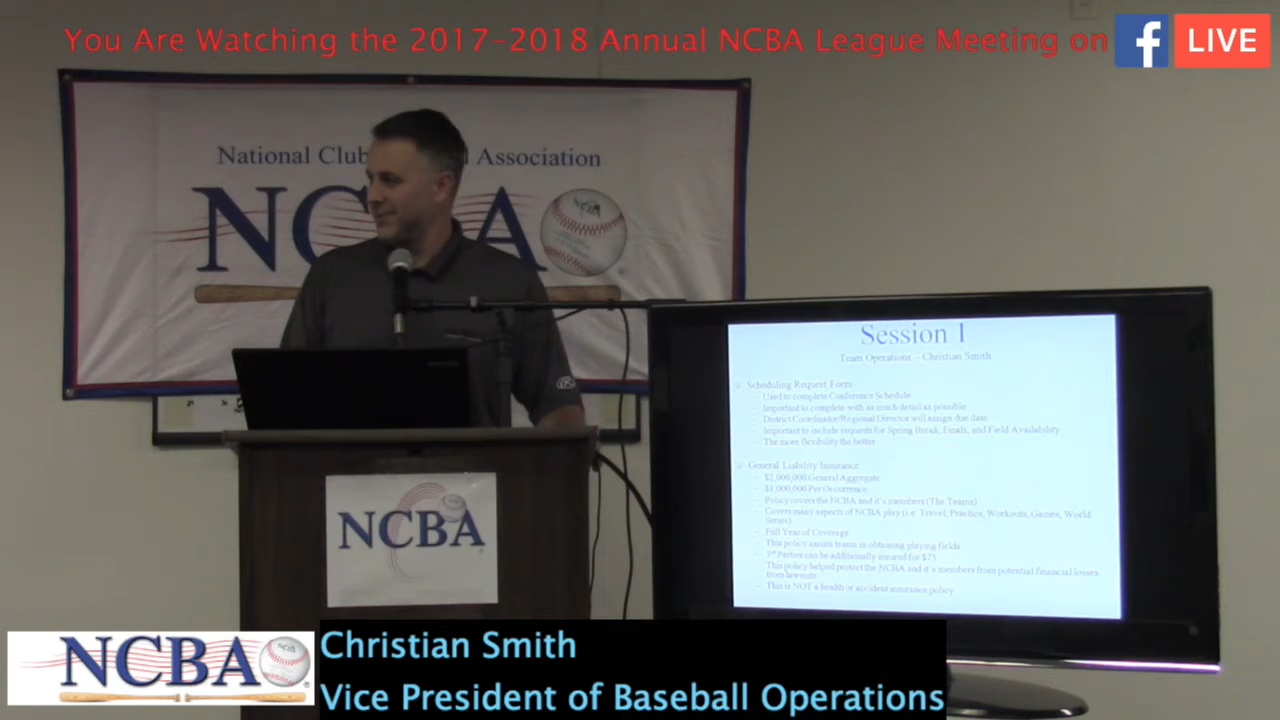 You Are Watching the 2017-2018 Annual NCBA League Meeting on f LIVE
National Club Association
NCBA
Session I
Team Operations – Christian Smith
Scheduling Request Form
– Used to complete Conference Schedule
– Important to complete with as much detail as possible
– District Coordinator/Regional Director will assign due date
– Important to include requests for Spring Break, Finals, and Field Availability
– The more flexibility the better
General Liability Insurance
– $2,000,000 General Aggregate
– $1,000,000 Per Occurrence
– Policy covers the NCBA and it's members (The Teams)
– Covers many aspects of NCBA play (i.e. Travel, Practice, Workouts, Games, World
Series)
– Full Year of Coverage
– This policy assists teams in obtaining playing fields
– 3rd Parties can be additionally insured for $75
– This policy helped protect the NCBA and it's members from potential financial losses
from lawsuits
– This is NOT a health or accident insurance policy
NCBA
NCBA
Christian Smith
Vice President of Baseball Operations